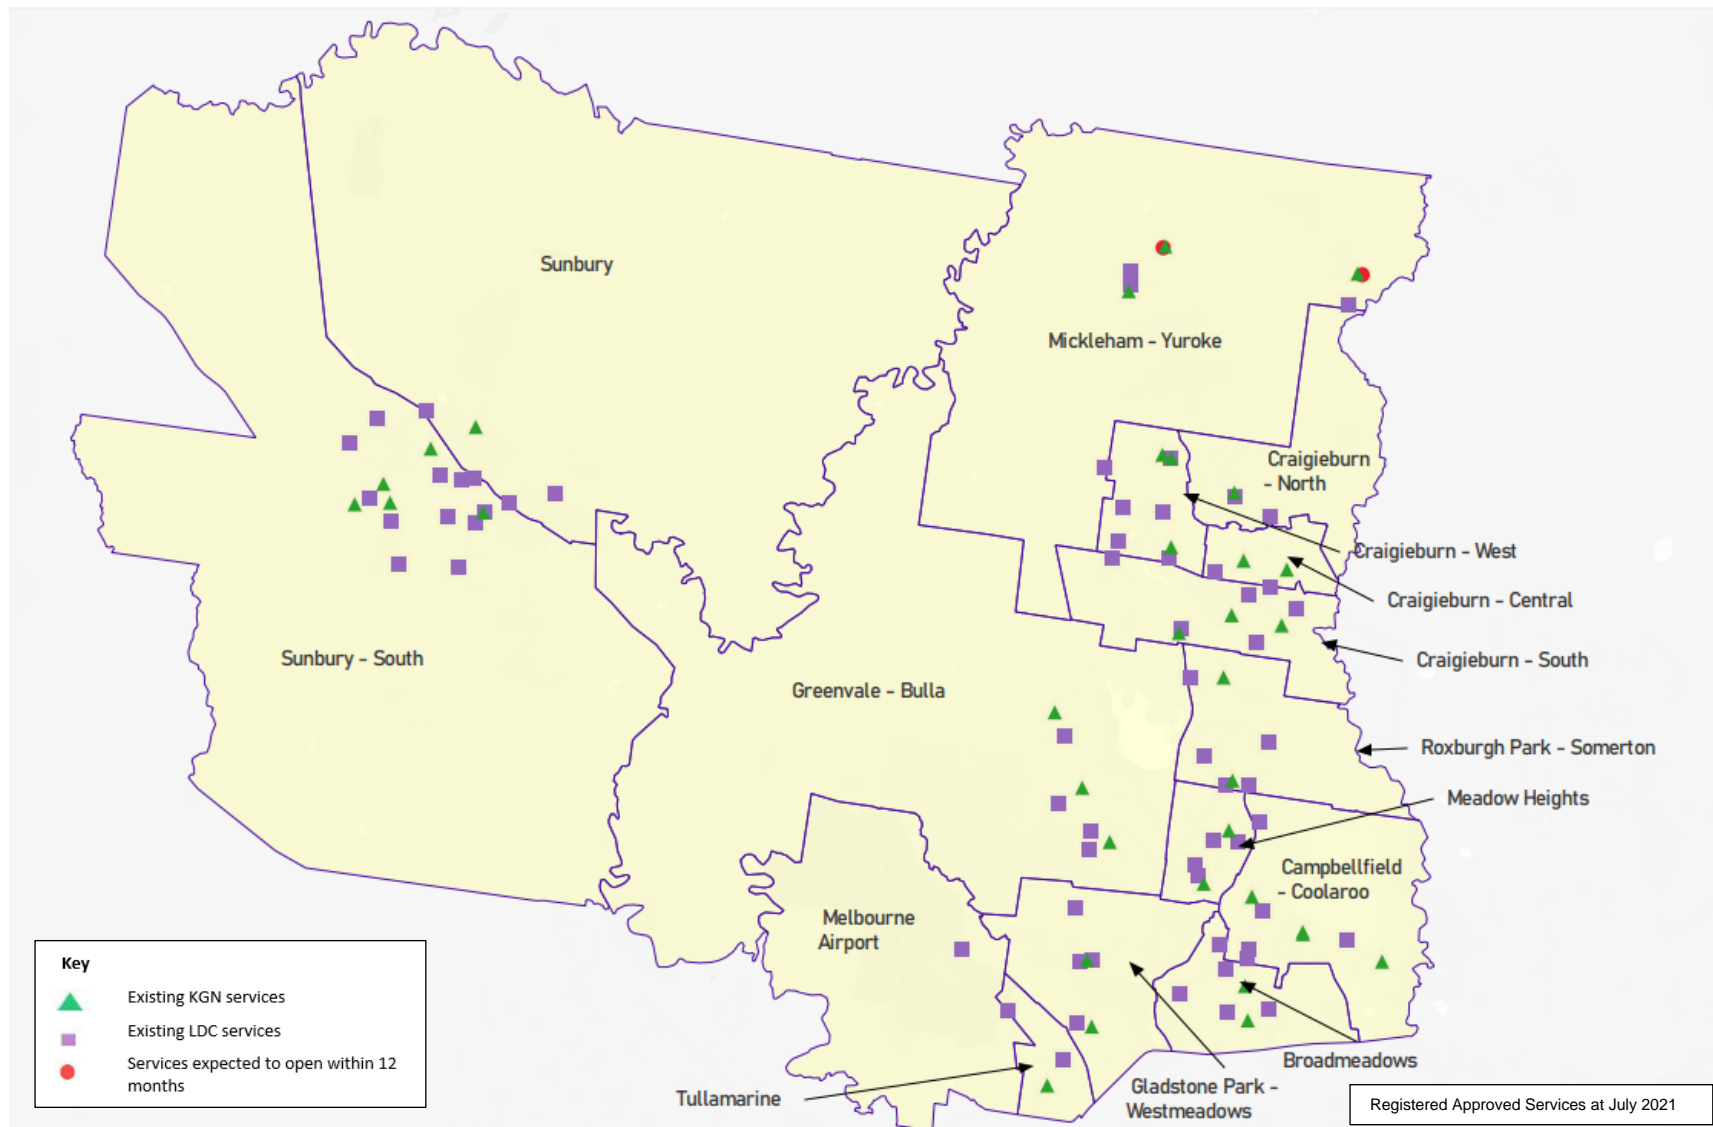 Sunbury
Mickleham - Yuroke
Craigieburn
- North
Craigieburn - West
Craigieburn - Central
Sunbury - South
Craigieburn - South
Greenvale - Bulla
Roxburgh Park - Somerton
Meadow Heights
Campbellfield
- Coolaroo
Melbourne
Airport
Key
Existing KGN services
Existing LDC services
Services expected to open within 12
months
Broadmeadows
Tullamarine
Gladstone Park -
Westmeadows
Registered Approved Services at July 2021